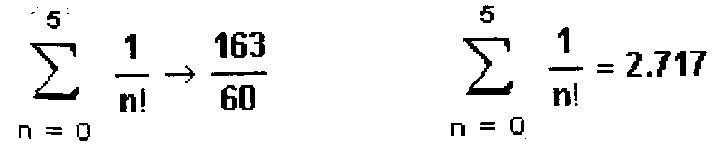 5 5
∑ 1/n! → 163/60 ∑ 1/n! = 2.717
n = 0 n = 0